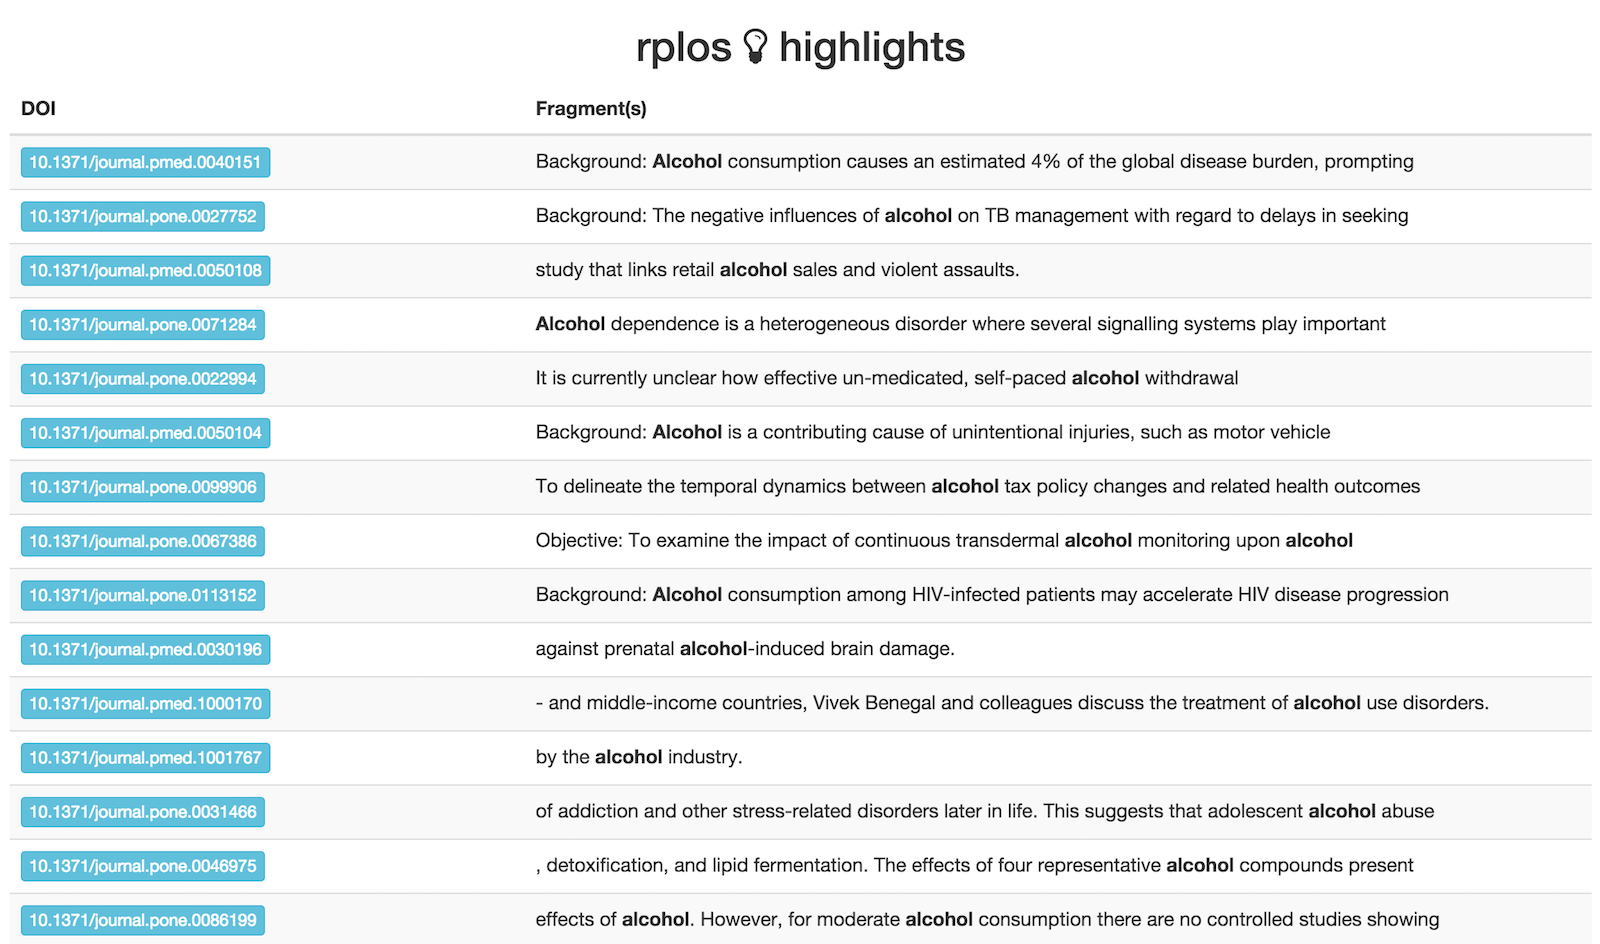 rplos highlights
DOI Fragment(s)
10.1371/journal.pmed.0040151 Background: Alcohol consumption causes an estimated 4% of the global disease burden, prompting
10.1371/journal.pone.0027752 Background: The negative influences of alcohol on TB management with regard to delays in seeking
10.1371/journal.pmed.0050108 study that links retail alcohol sales and violent assaults.
10.1371/journal.pone.0071284 Alcohol dependence is a heterogeneous disorder where several signalling systems play important
10.1371/journal.pone.0022994 It is currently unclear how effective un-medicated, self-paced alcohol withdrawal
10.1371/journal.pmed.0050104 Background: Alcohol is a contributing cause of unintentional injuries, such as motor vehicle
10.1371/journal.pone.0099906 To delineate the temporal dynamics between alcohol tax policy changes and related health outcomes
10.1371/journal.pone.0067386 Objective: To examine the impact of continuous transdermal alcohol monitoring upon alcohol
10.1371/journal.pone.0113152 Background: Alcohol consumption among HIV-infected patients may accelerate HIV disease progression
10.1371/journal.pmed.0030196 against prenatal alcohol-induced brain damage.
10.1371/journal.pmed.1000170 - and middle-income countries, Vivek Benegal and colleagues discuss the treatment of alcohol use disorders.
10.1371/journal.pmed.1001767 by the alcohol industry.
10.1371/journal.pone.0031466 of addiction and other stress-related disorders later in life. This suggests that adolescent alcohol abuse
10.1371/journal.pone.0046975 , detoxification, and lipid fermentation. The effects of four representative alcohol compounds present
10.1371/journal.pone.0086199 effects of alcohol. However, for moderate alcohol consumption there are no controlled studies showing